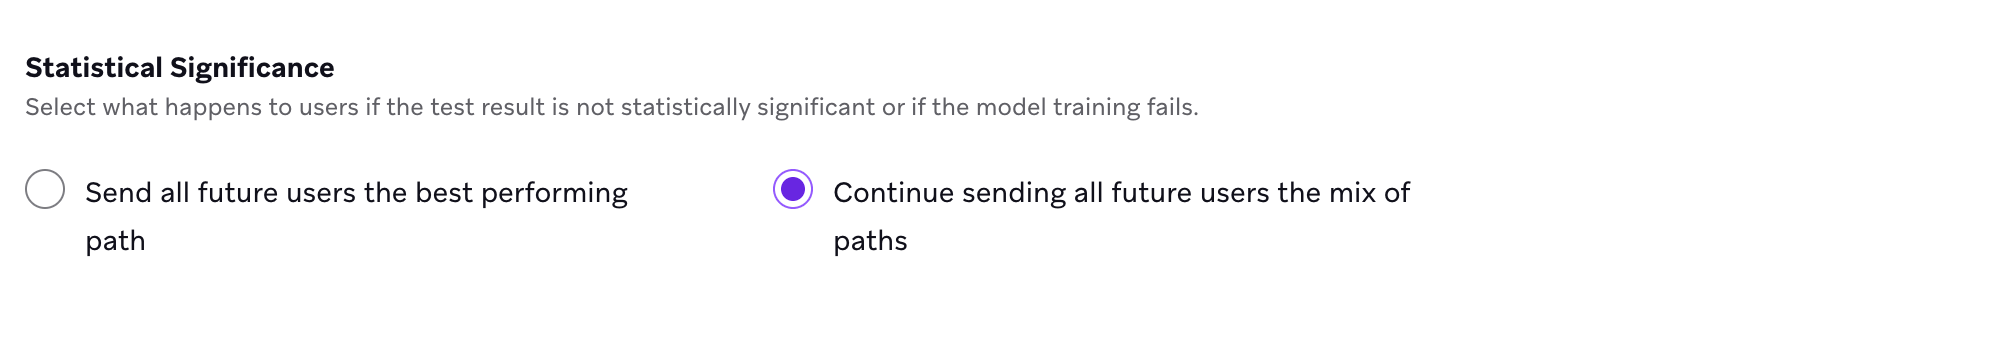 Statistical Significance
Select what happens to users if the test result is not statistically significant or if the model training fails.
Send all future users the best performing
path
Continue sending all future users the mix of
paths